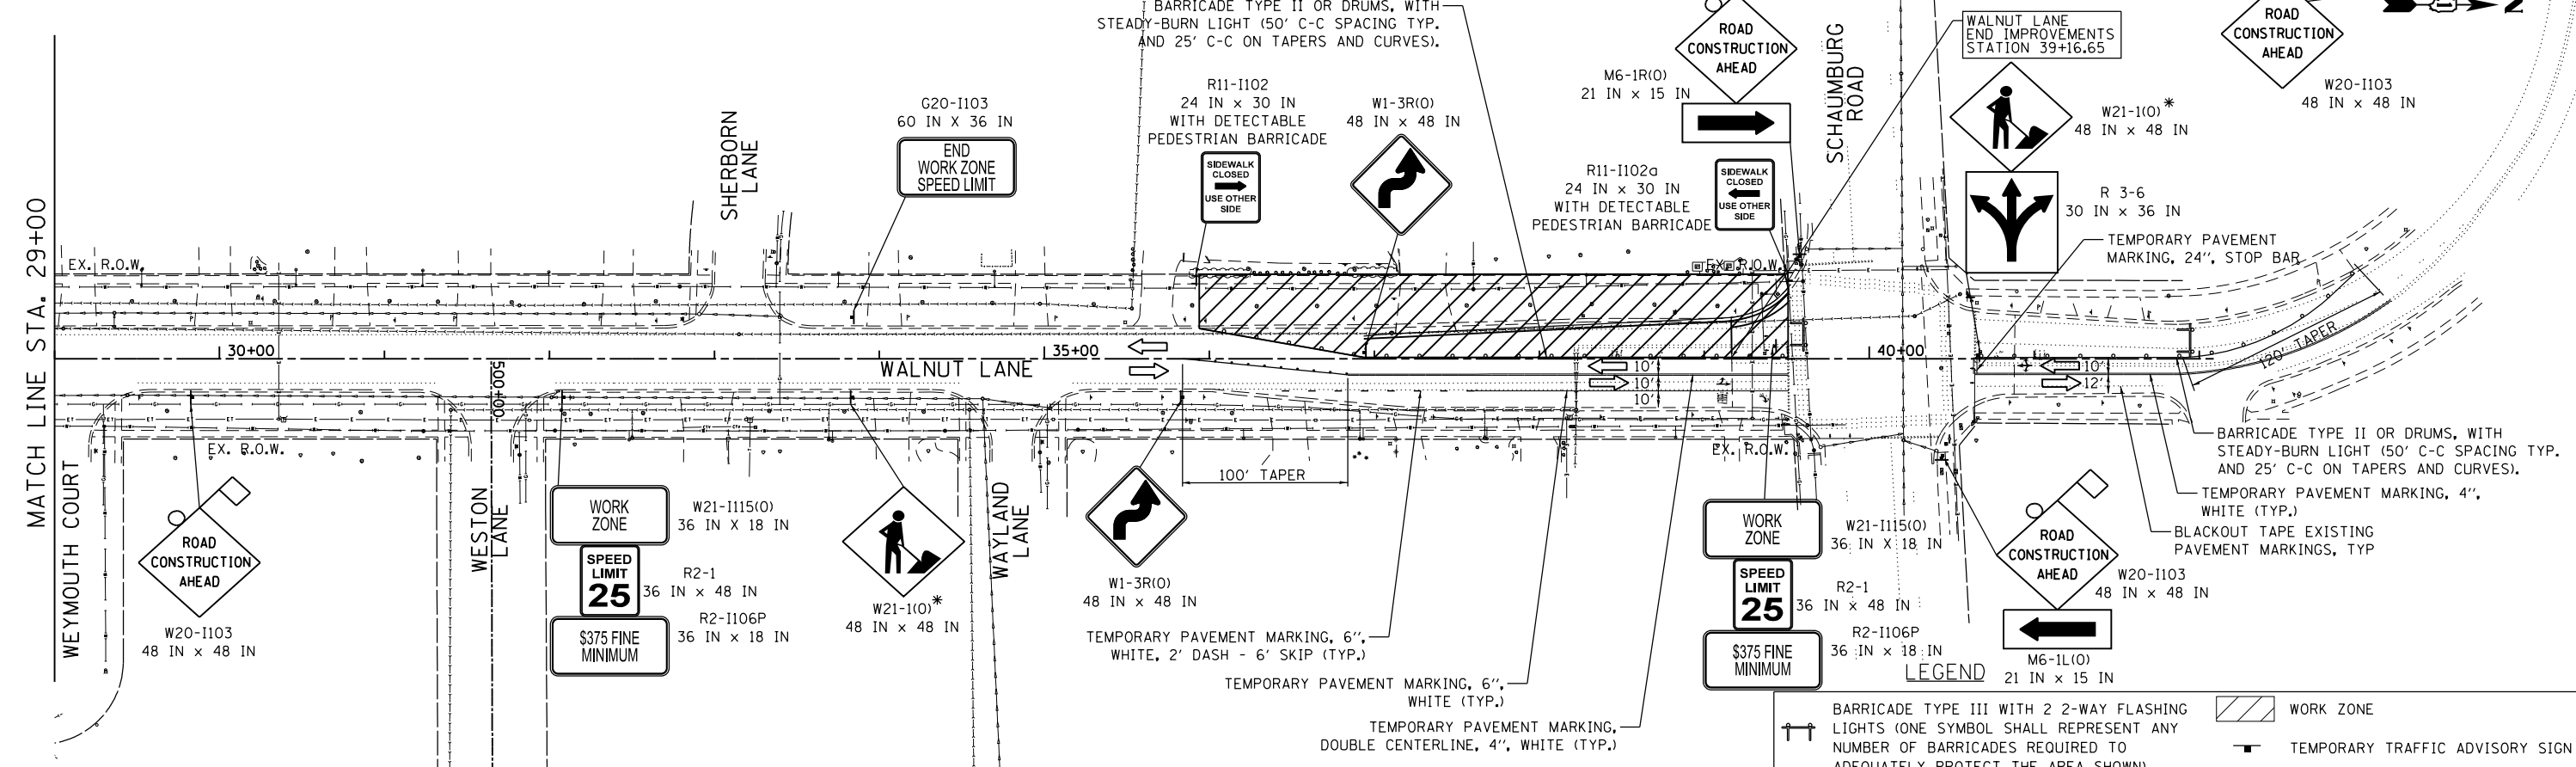 BARRICADE TYPE II OR DRUMS, WITH
STEADY-BURN LIGHT (50' C-C SPACING TYP.
AND 25' C-C ON TAPERS AND CURVES).
ROAD
CONSTRUCTION
AHEAD
M6-1R(O)
21 IN x 15 IN
SCHAUMBURG
ROAD
WALNUT LANE
END IMPROVEMENTS
STATION 39+16.65
ROAD
CONSTRUCTION
AHEAD
W20-I103
48 IN x 48 IN
W21-1(O)*
48 IN x 48 IN
R 3-6
30 IN x 36 IN
TEMPORARY PAVEMENT
MARKING, 24", STOP BAR
G20-I103
60 IN X 36 IN
END
WORK ZONE
SPEED LIMIT
SHERBORN
LANE
R11-I102
24 IN x 30 IN
WITH DETECTABLE
PEDESTRIAN BARRICADE
SIDEWALK
CLOSED
USE OTHER
SIDE
W1-3R(O)
48 IN x 48 IN
R11-I102a
24 IN x 30 IN
WITH DETECTABLE
PEDESTRIAN BARRICADE
SIDEWALK
CLOSED
USE OTHER
SIDE
MATCH LINE STA. 29+00
EX. R.O.W.
EX. R.O.W.
30+00
35+00
40+00
500+00
WALNUT LANE
10'
10'
10'
10'
12'
120' TAPER
EX. R.O.W.
EX. R.O.W.
100' TAPER
WEYMOUTH COURT
WESTON
LANE
WAYLAND
LANE
ROAD
CONSTRUCTION
AHEAD
W20-I103
48 IN x 48 IN
WORK
ZONE
W21-I115(O)
36 IN X 18 IN
SPEED
LIMIT
25
R2-1
36 IN x 48 IN
R2-I106P
36 IN x 18 IN
$375 FINE
MINIMUM
W21-1(O)*
48 IN x 48 IN
W1-3R(O)
48 IN x 48 IN
TEMPORARY PAVEMENT MARKING, 6",
WHITE, 2' DASH - 6' SKIP (TYP.)
TEMPORARY PAVEMENT MARKING, 6",
WHITE (TYP.)
TEMPORARY PAVEMENT MARKING,
DOUBLE CENTERLINE, 4", WHITE (TYP.)
WORK
ZONE
W21-I115(O)
36 IN X 18 IN
SPEED
LIMIT
25
R2-1
36 IN x 48 IN
R2-I106P
36 IN x 18 IN
$375 FINE
MINIMUM
ROAD
CONSTRUCTION
AHEAD
W20-I103
48 IN x 48 IN
M6-1L(O)
21 IN x 15 IN
BARRICADE TYPE II OR DRUMS, WITH
STEADY-BURN LIGHT (50' C-C SPACING TYP.
AND 25' C-C ON TAPERS AND CURVES).
TEMPORARY PAVEMENT MARKING, 4",
WHITE (TYP.)
BLACKOUT TAPE EXISTING
PAVEMENT MARKINGS, TYP
LEGEND
BARRICADE TYPE III WITH 2 2-WAY FLASHING
LIGHTS (ONE SYMBOL SHALL REPRESENT ANY
NUMBER OF BARRICADES REQUIRED TO
ADEQUATELY PROTECT THE AREA SHOWN)
WORK ZONE
TEMPORARY TRAFFIC ADVISORY SIGN